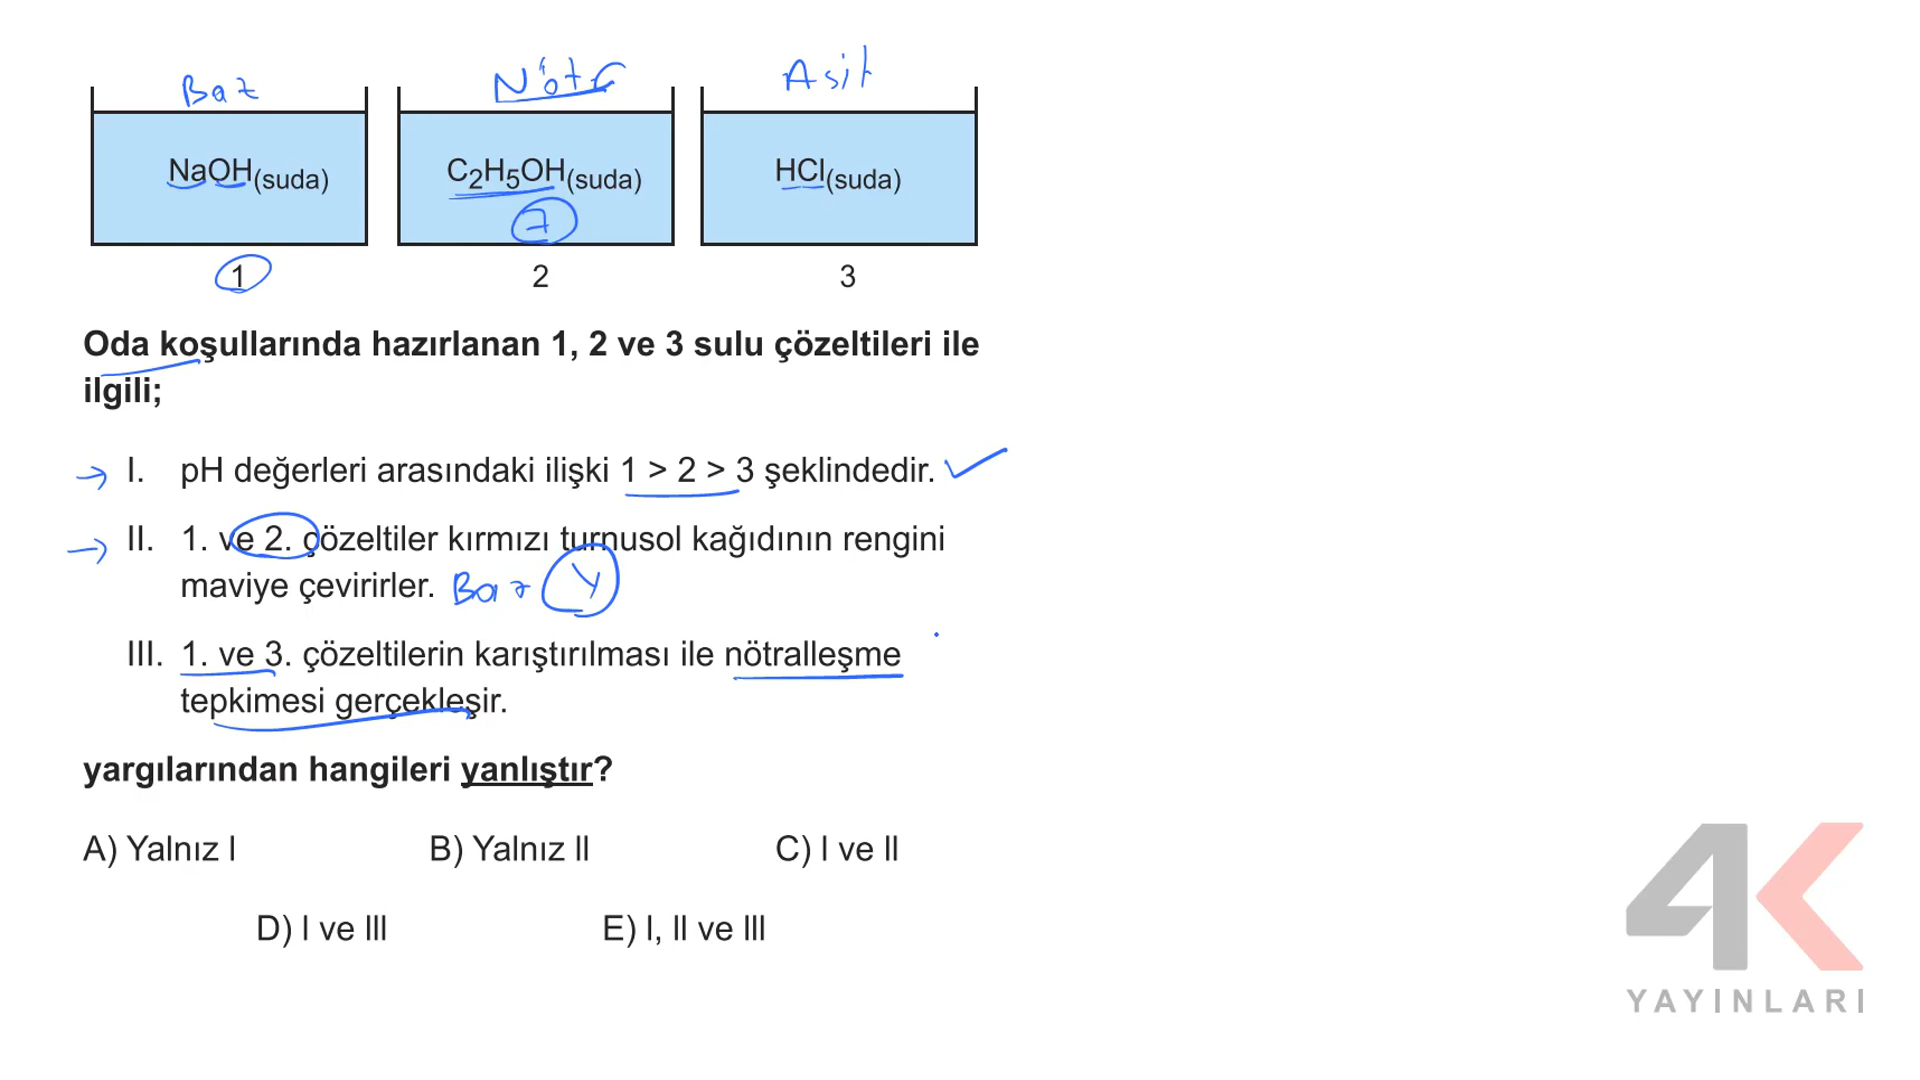 Baz Nötr Asit
NaOH(suda) C2H5OH(suda) HCl(suda)
7
1 2 3
Oda koşullarında hazırlanan 1, 2 ve 3 sulu çözeltileri ile
ilgili;
I. pH değerleri arasındaki ilişki 1 > 2 > 3 şeklindedir.
II. 1. ve 2. çözeltiler kırmızı turnusol kağıdının rengini
maviye çevirirler. Baz Y
III. 1. ve 3. çözeltilerin karıştırılması ile nötralleşme
tepkimesi gerçekleşir.
yargılarından hangileri yanlıştır?
A) Yalnız I B) Yalnız II C) I ve II
D) I ve III E) I, II ve III
4K
YAYINLARI